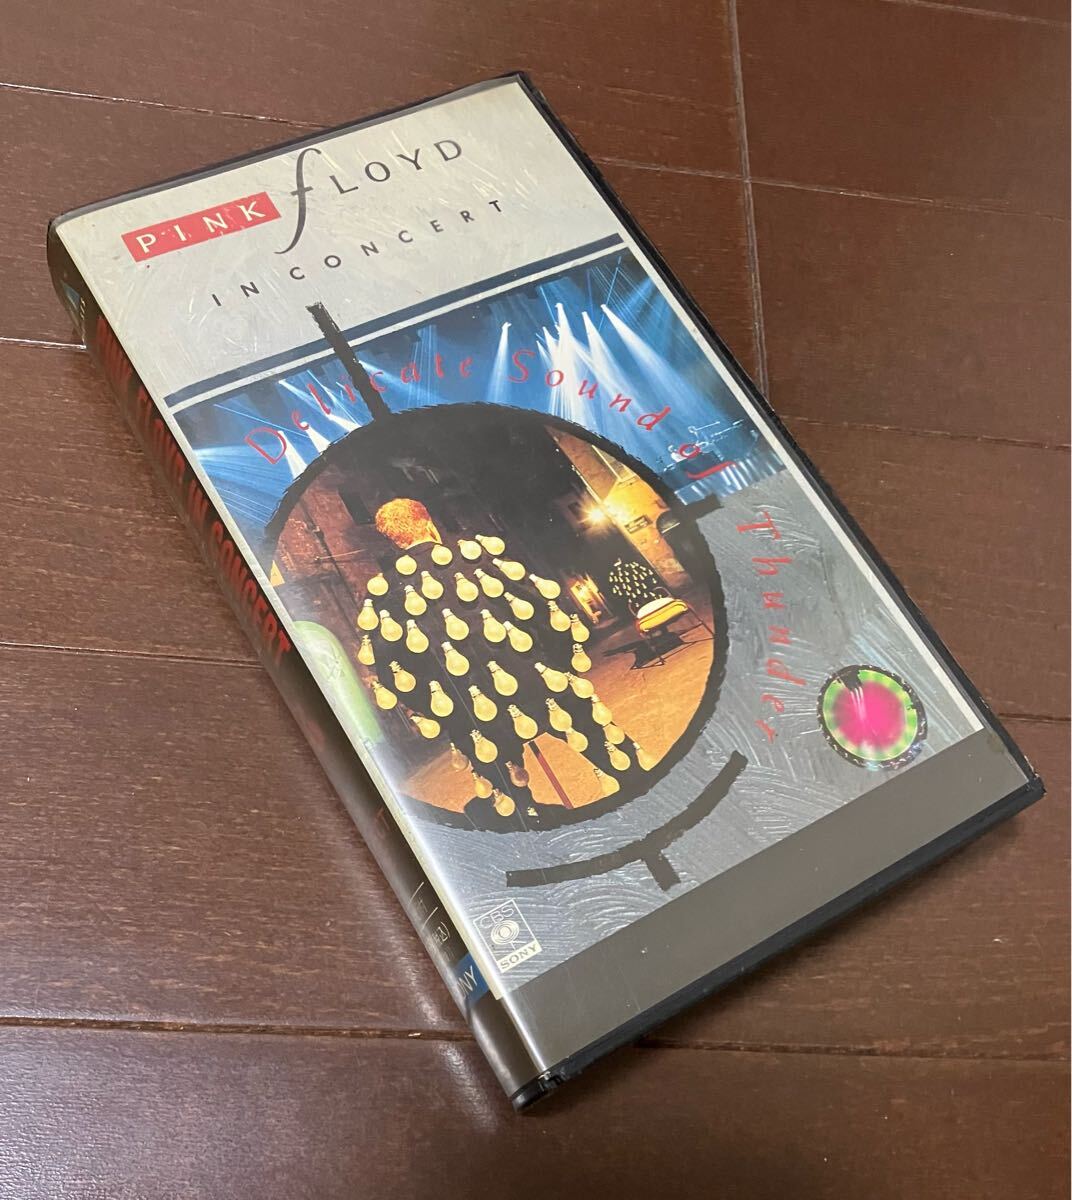 PINK fLOYD
IN CONCERT
Delicate Sound of Thunder
CBS
SONY
PINK FLOYD IN CONCERT